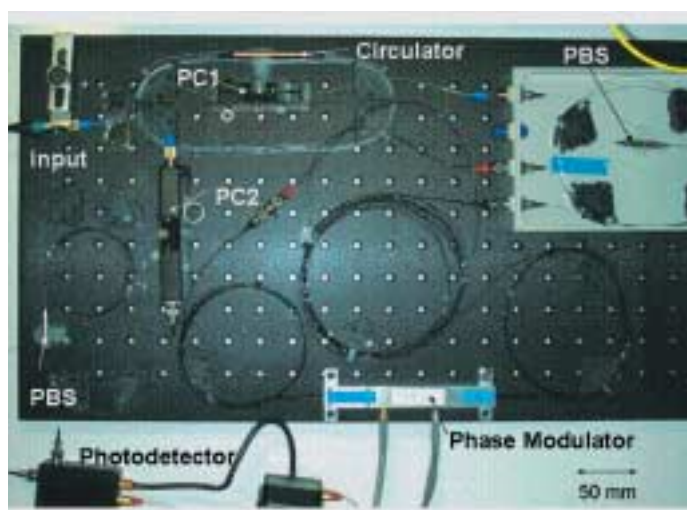 Circulator
PBS
PC1
Input
PC2
PBS
Photodetector
Phase Modulator
50 mm